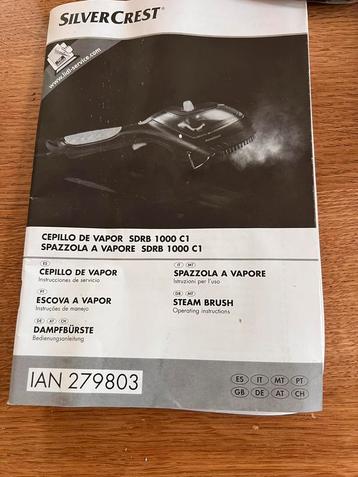 SILVERCREST®
www.lidl-service.com
CEPILLO DE VAPOR SDRB 1000 C1
SPAZZOLA A VAPORE SDRB 1000 C1
ES
CEPILLO DE VAPOR
Instrucciones de servicio
IT MT
SPAZZOLA A VAPORE
Istruzioni per l'uso
PT
ESCOVA A VAPOR
Instruções de manejo
GB MT
STEAM BRUSH
Operating instructions
DE AT CH
DAMPFBÜRSTE
Bedienungsanleitung
IAN 279803
ES IT MT PT
GB DE AT CH